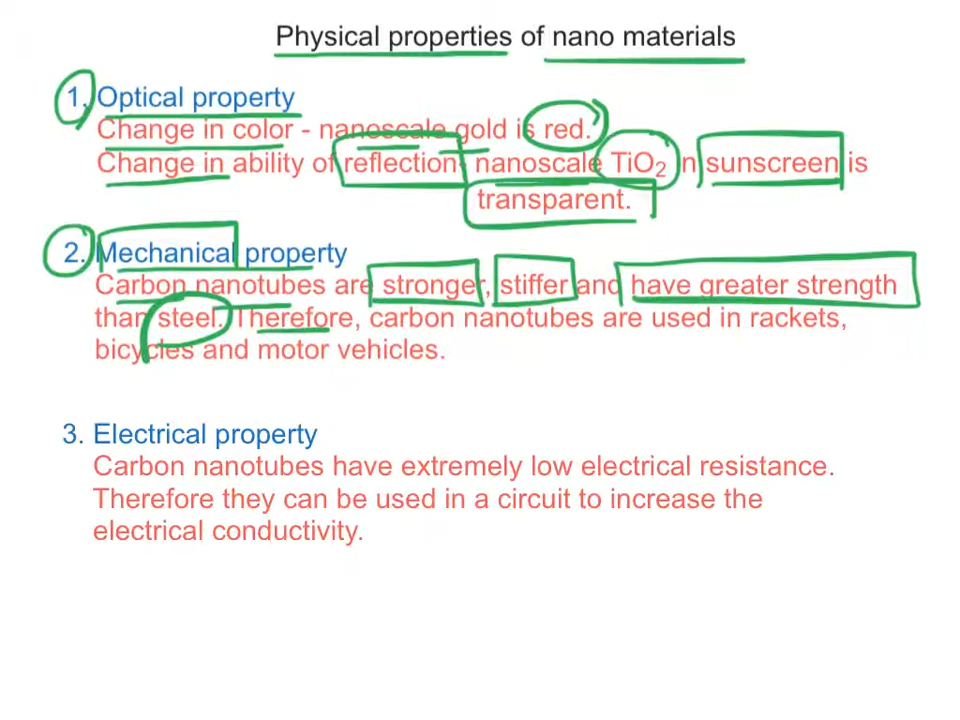 Physical properties of nano materials
1. Optical property
Change in color - nanoscale gold is red.
Change in ability of reflection- nanoscale TiO₂ in sunscreen is
transparent.
2. Mechanical property
Carbon nanotubes are stronger, stiffer and have greater strength
than steel. Therefore, carbon nanotubes are used in rackets,
bicycles and motor vehicles.
3. Electrical property
Carbon nanotubes have extremely low electrical resistance.
Therefore they can be used in a circuit to increase the
electrical conductivity.